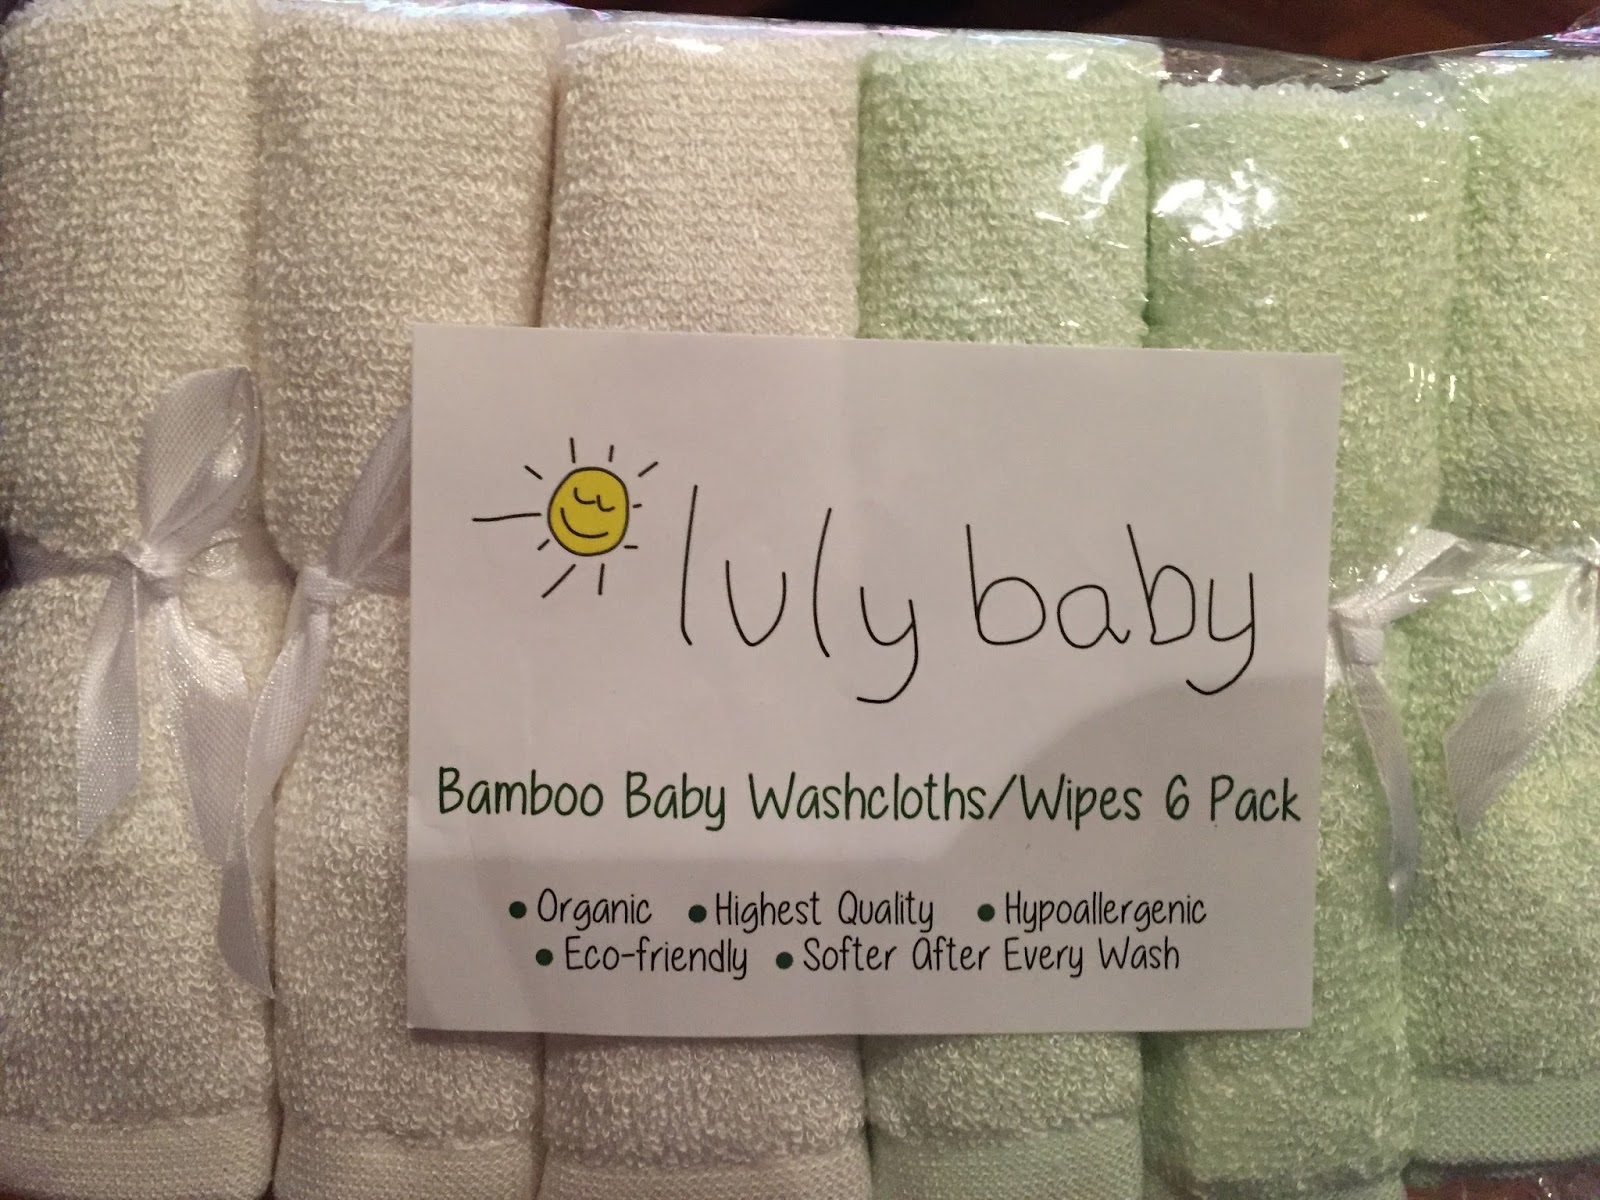 luly baby
Bamboo Baby Washcloths/Wipes 6 Pack
• Organic • Highest Quality • Hypoallergenic
• Eco-friendly • Softer After Every Wash